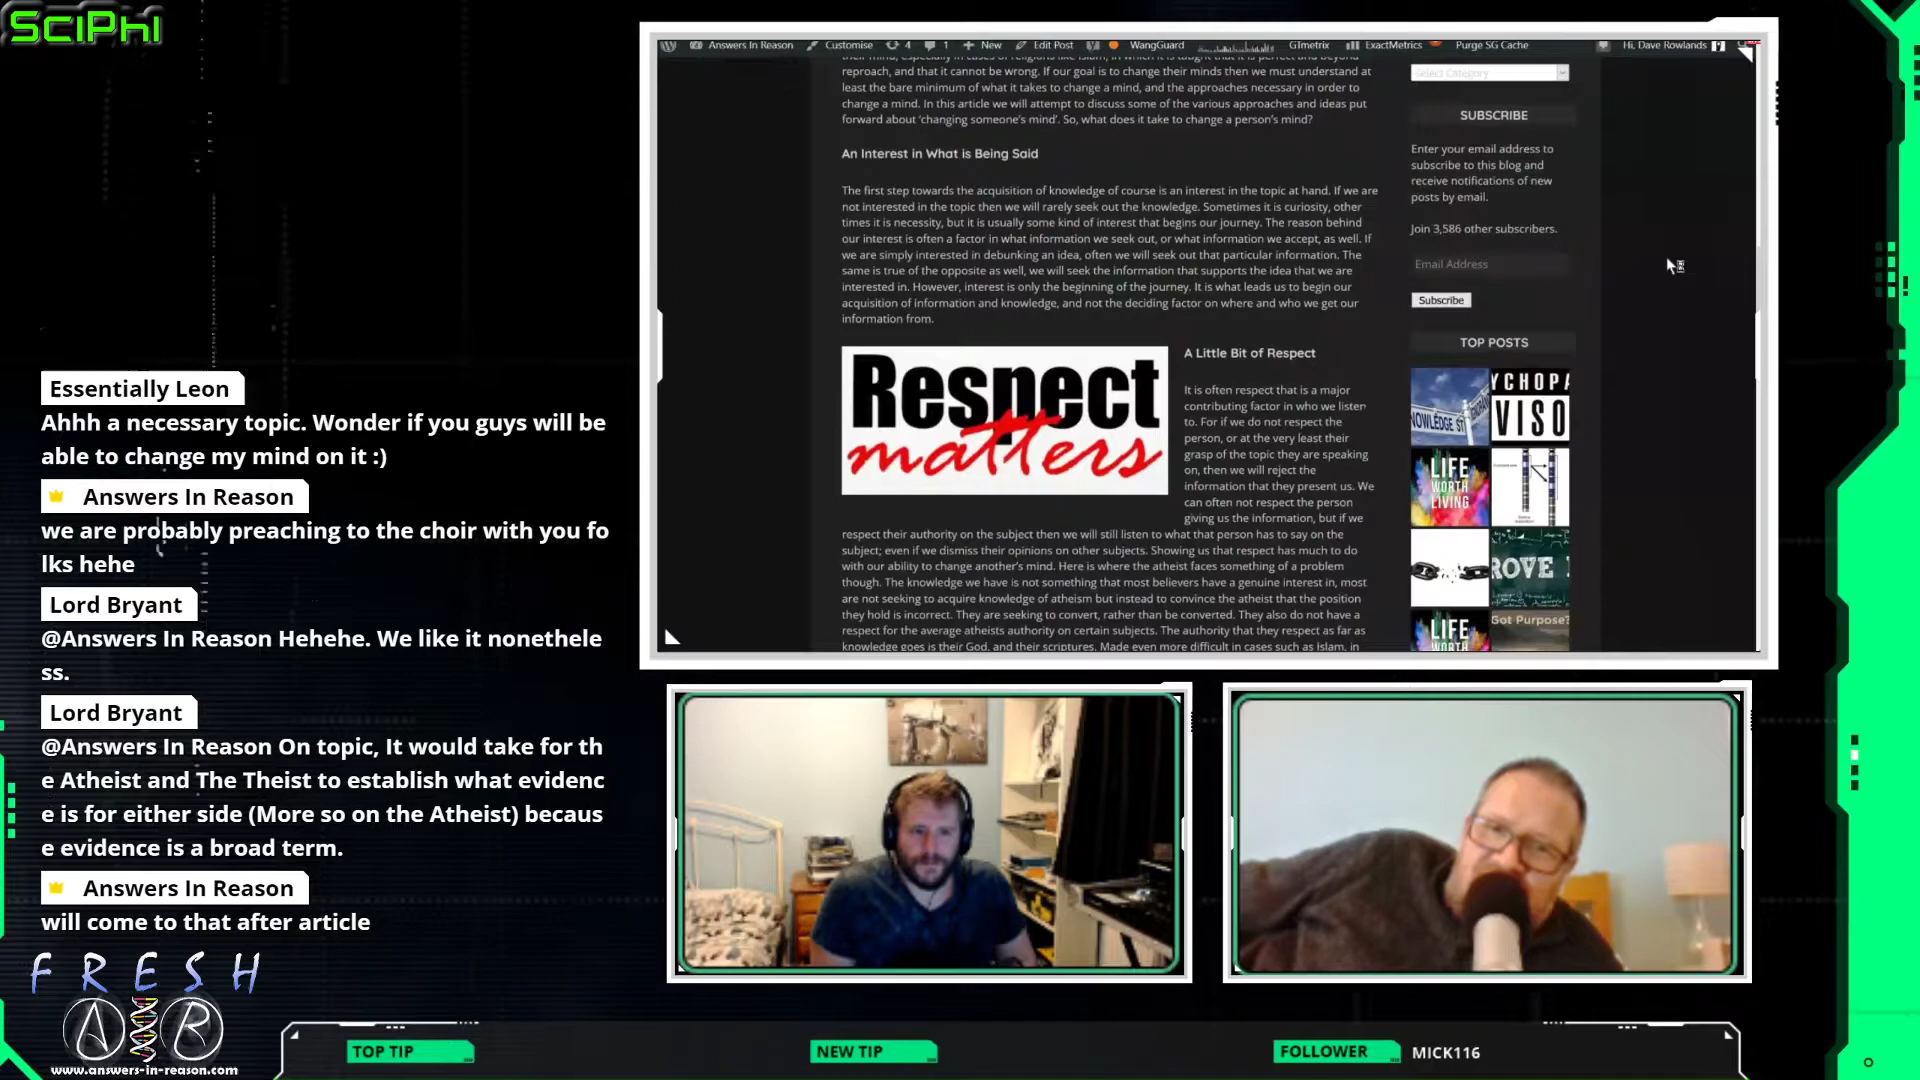 SCIPHI
Answers In Reason Customise 4 1 New Edit Post WangGuard GTmetrix ExactMetrics Purge SG Cache Hi, Dave Rowlands
reproach, and that it cannot be wrong. If our goal is to change their minds then we must understand at
least the bare minimum of what it takes to change a mind, and the approaches necessary in order to
change a mind. In this article we will attempt to discuss some of the various approaches and ideas put
forward about ‘changing someone’s mind’. So, what does it take to change a person’s mind?
An Interest in What is Being Said
The first step towards the acquisition of knowledge of course is an interest in the topic at hand. If we are
not interested in the topic then we will rarely seek out the knowledge. Sometimes it is curiosity, other
times it is necessity, but it is usually some kind of interest that begins our journey. The reason behind
our interest is often a factor in what information we seek out, or what information we accept, as well. If
we are simply interested in debunking an idea, often we will seek out that particular information. The
same is true of the opposite as well, we will seek the information that supports the idea that we are
interested in. However, interest is only the beginning of the journey. It is what leads us to begin our
acquisition of information and knowledge, and not the deciding factor on where and who we get our
information from.
Respect
matters
A Little Bit of Respect
It is often respect that is a major
contributing factor in who we listen
to. For if we do not respect the
person, or at the very least their
grasp of the topic they are speaking
on, then we will reject the
information that they present us. We
can often not respect the person
giving us the information, but if we
respect their authority on the subject then we will still listen to what that person has to say on the
subject; even if we dismiss their opinions on other subjects. Showing us that respect has much to do
with our ability to change another’s mind. Here is where the atheist faces something of a problem
though. The knowledge we have is not something that most believers have a genuine interest in, most
are not seeking to acquire knowledge of atheism but instead to convince the atheist that the position
they hold is incorrect. They are seeking to convert, rather than be converted. They also do not have a
respect for the average atheists authority on certain subjects. The authority that they respect as far as
knowledge goes is their God, and their scriptures. Made even more difficult in cases such as Islam, in
Select Category
SUBSCRIBE
Enter your email address to
subscribe to this blog and
receive notifications of new
posts by email.
Join 3,586 other subscribers.
Email Address
Subscribe
TOP POSTS
NOWLEDGE ST
YCHOPA
VISO
LIFE
WORTH
LIVING
ROVE
LIFE
WORTH
Got Purpose?
Essentially Leon
Ahhh a necessary topic. Wonder if you guys will be
able to change my mind on it :)
Answers In Reason
we are probably preaching to the choir with you fo
lks hehe
Lord Bryant
@Answers In Reason Hehehe. We like it nonethele
ss.
Lord Bryant
@Answers In Reason On topic, It would take for th
e Atheist and The Theist to establish what evidenc
e is for either side (More so on the Atheist) becaus
e evidence is a broad term.
Answers In Reason
will come to that after article
FRESH
A R
www.answers-in-reason.com
TOP TIP
NEW TIP
FOLLOWER MICK116